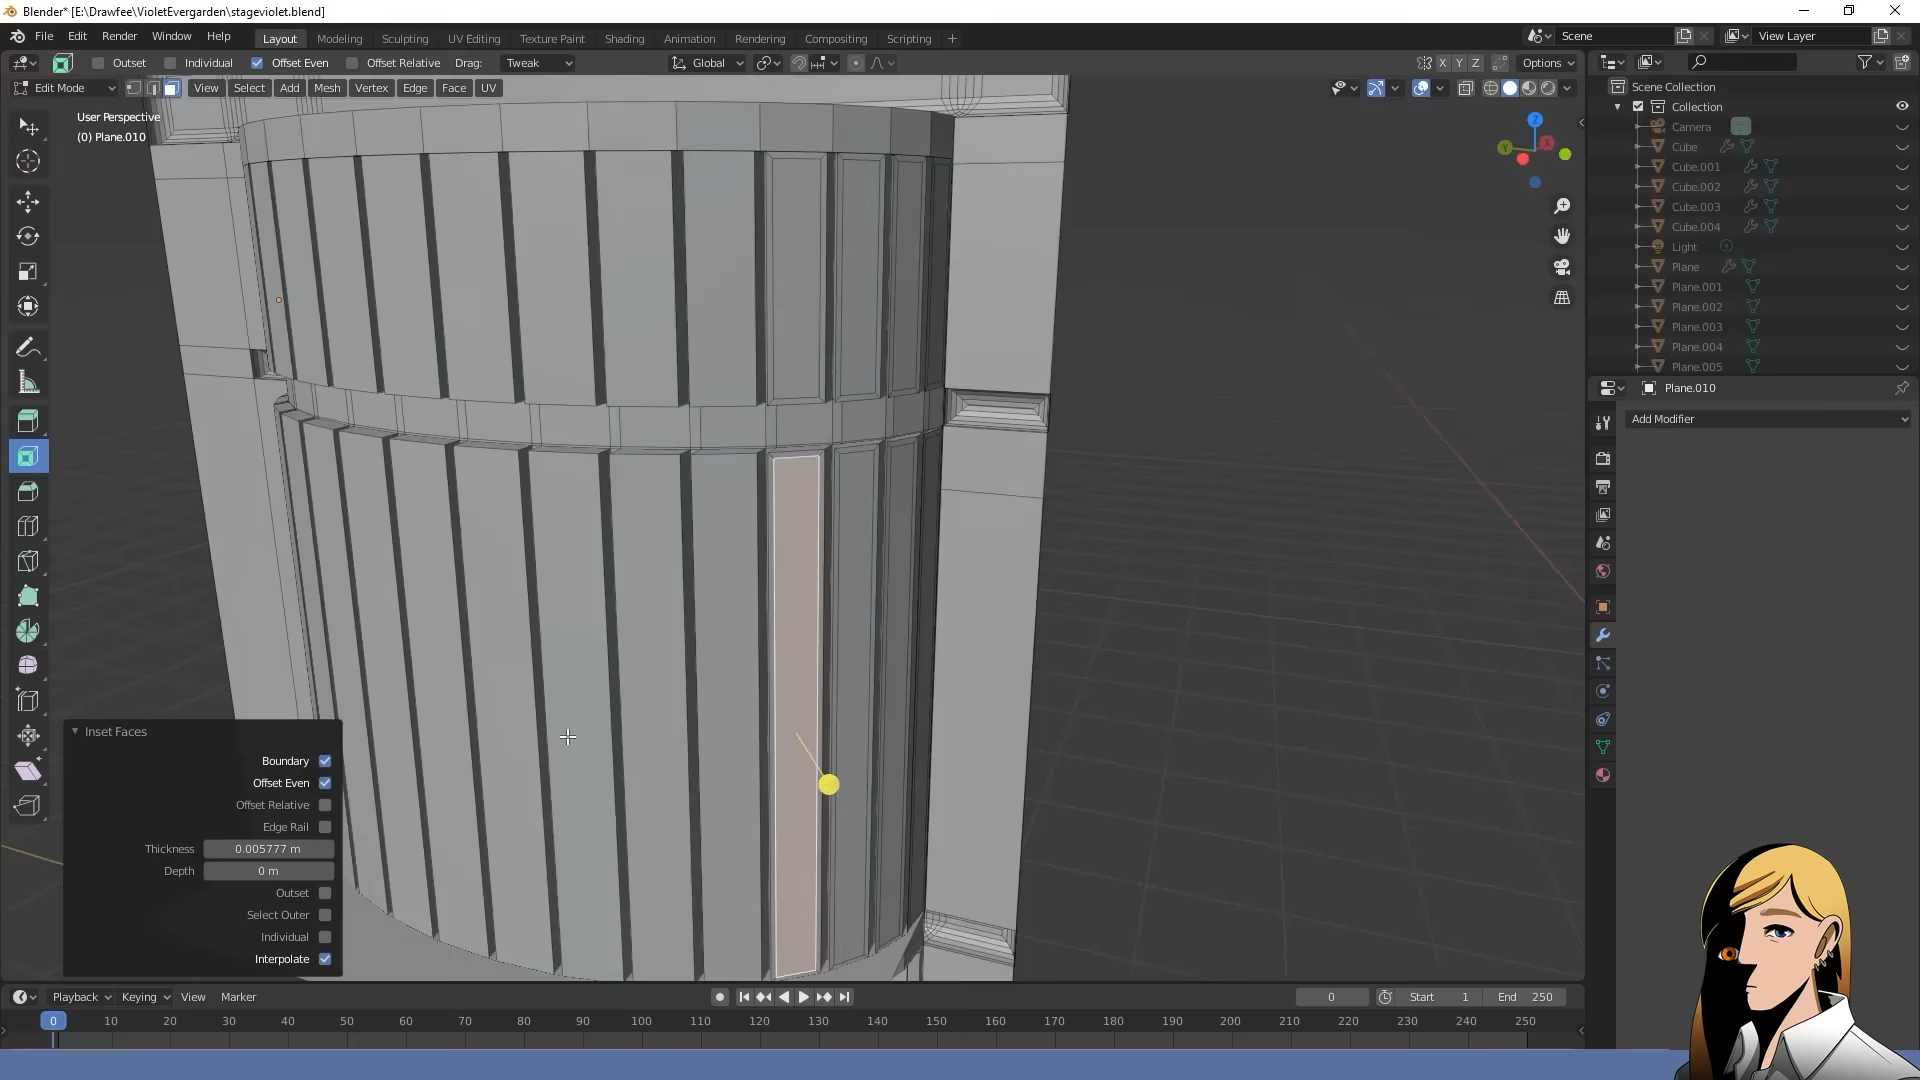 Blender* [E:\Drawfee\VioletEvergarden\stageviolet.blend]
File Edit Render Window Help Layout Modeling Sculpting UV Editing Texture Paint Shading Animation Rendering Compositing Scripting + Scene View Layer
Outset Individual Offset Even Offset Relative Drag: Tweak Global X Y Z Options
Edit Mode View Select Add Mesh Vertex Edge Face UV
User Perspective
(0) Plane.010
Z
Y
X
Scene Collection
Collection
Camera
Cube
Cube.001
Cube.002
Cube.003
Cube.004
Light
Plane
Plane.001
Plane.002
Plane.003
Plane.004
Plane.005
Plane.010
Add Modifier
Inset Faces
Boundary
Offset Even
Offset Relative
Edge Rail
Thickness 0.005777 m
Depth 0 m
Outset
Select Outer
Individual
Interpolate
Playback Keying View Marker 0 Start 1 End 250
0 10 20 30 40 50 60 70 80 90 100 110 120 130 140 150 160 170 180 190 200 210 220 230 240 250